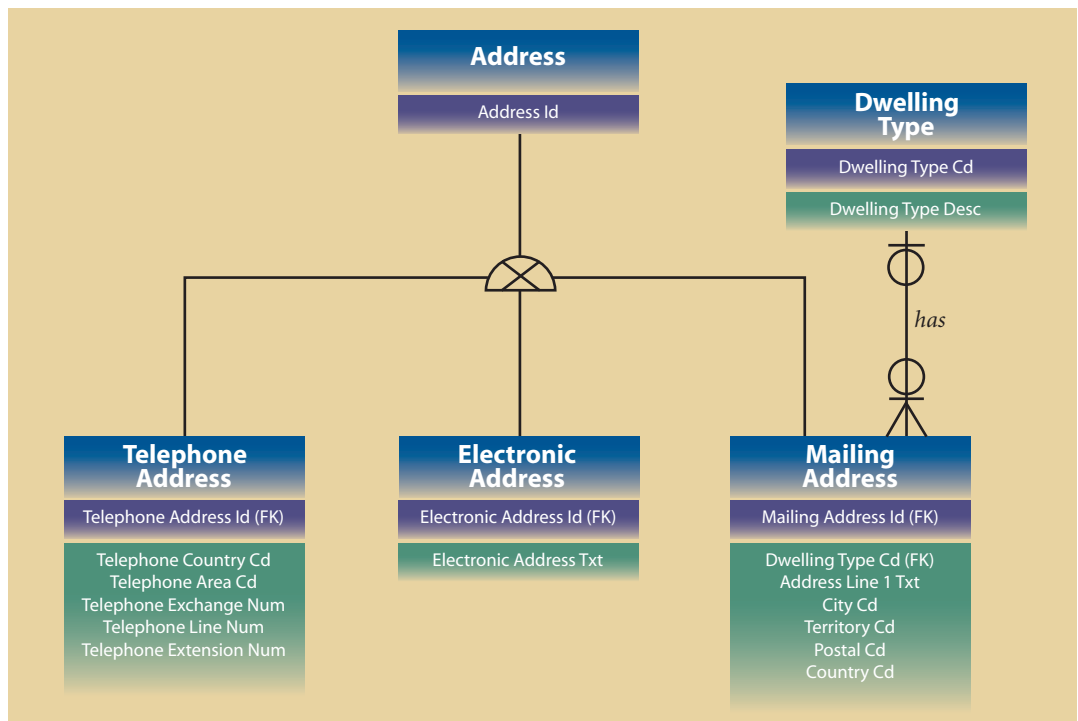 Address
Address Id
Dwelling
Type
Dwelling Type Cd
Dwelling Type Desc
has
Telephone
Address
Telephone Address Id (FK)
Telephone Country Cd
Telephone Area Cd
Telephone Exchange Num
Telephone Line Num
Telephone Extension Num
Electronic
Address
Electronic Address Id (FK)
Electronic Address Txt
Mailing
Address
Mailing Address Id (FK)
Dwelling Type Cd (FK)
Address Line 1 Txt
City Cd
Territory Cd
Postal Cd
Country Cd